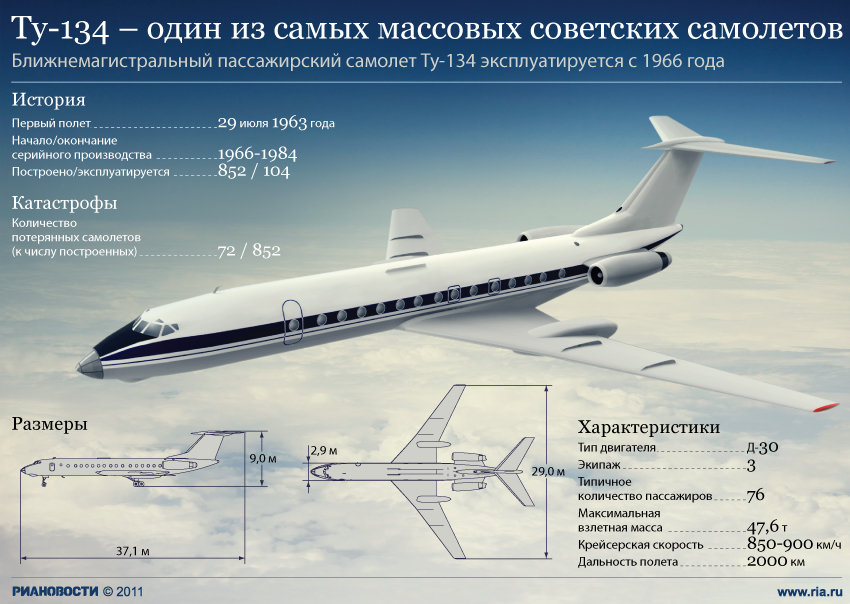 Ту-134 – один из самых массовых советских самолетов
Ближнемагистральный пассажирский самолет Ту-134 эксплуатируется с 1966 года
История
Первый полет 29 июля 1963 года
Начало/окончание
серийного производства 1966-1984
Построено/эксплуатируется 852 / 104
Катастрофы
Количество
потерянных самолетов
(к числу построенных) 72 / 852
Размеры
9,0 м
37,1 м
2,9 м
29,0 м
Характеристики
Тип двигателя Д-30
Экипаж 3
Типичное
количество пассажиров 76
Максимальная
взлетная масса 47,6 т
Крейсерская скорость 850-900 км/ч
Дальность полета 2000 км
РИАНОВОСТИ © 2011
www.ria.ru